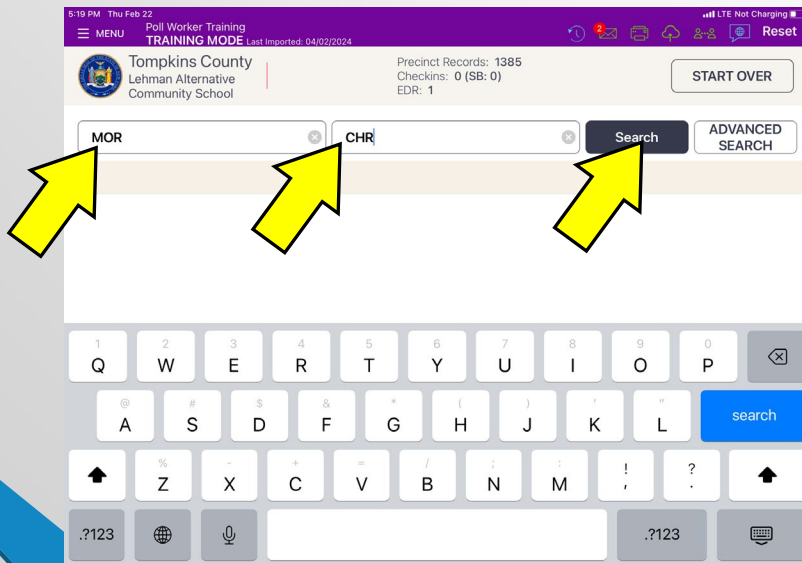 5:19 PM Thu Feb 22
LTE Not Charging
MENU
Poll Worker Training
TRAINING MODE Last Imported: 04/02/2024
2
Reset
Tompkins County
Lehman Alternative
Community School
Precinct Records: 1385
Checkins: 0 (SB: 0)
EDR: 1
START OVER
MOR
CHR
Search
ADVANCED
SEARCH
1 2 3 4 5 6 7 8 9 0
Q W E R T Y U I O P
@ # $ & * ( ) ' "
A S D F G H J K L search
% - + = / ; : ! ?
Z X C V B N M , .
.?123 .?123